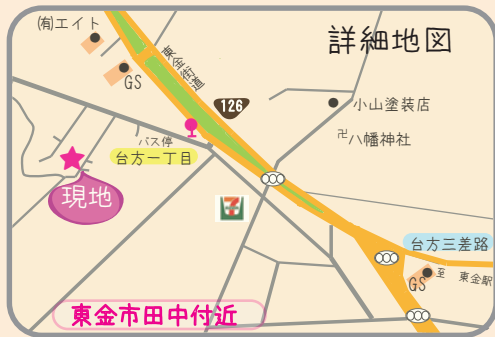 詳細地図
(有)エイト
GS
東金街道
126
小山塗装店
卍八幡神社
バス停
台方一丁目
現地
7
台方三差路
GS
至 東金駅
東金市田中付近